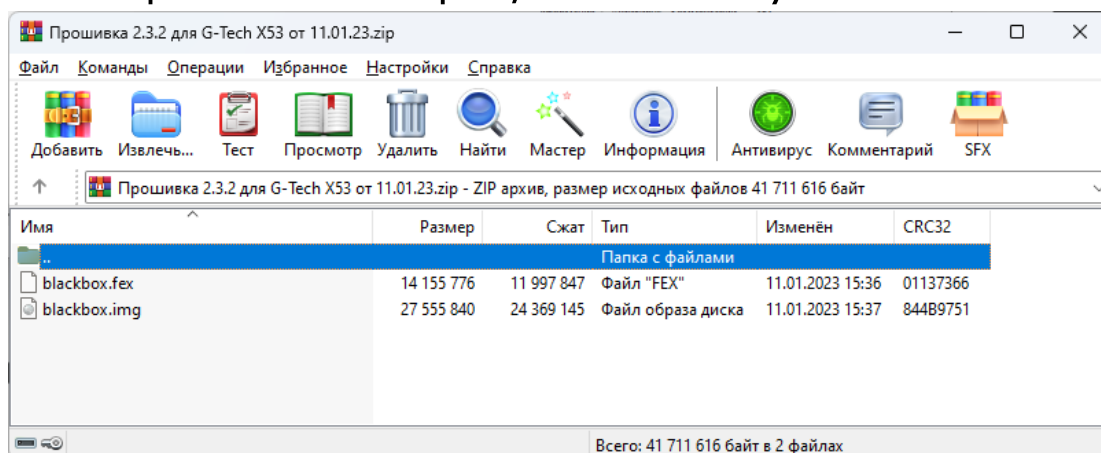 Прошивка 2.3.2 для G-Tech X53 от 11.01.23.zip
Файл Команды Операции Избранное Настройки Справка
Добавить Извлечь... Тест Просмотр Удалить Найти Мастер Информация Антивирус Комментарий SFX
Прошивка 2.3.2 для G-Tech X53 от 11.01.23.zip - ZIP архив, размер исходных файлов 41 711 616 байт
Имя Размер Сжат Тип Изменён CRC32
.. Папка с файлами
blackbox.fex 14 155 776 11 997 847 Файл "FEX" 11.01.2023 15:36 01137366
blackbox.img 27 555 840 24 369 145 Файл образа диска 11.01.2023 15:37 844B9751
Всего: 41 711 616 байт в 2 файлах